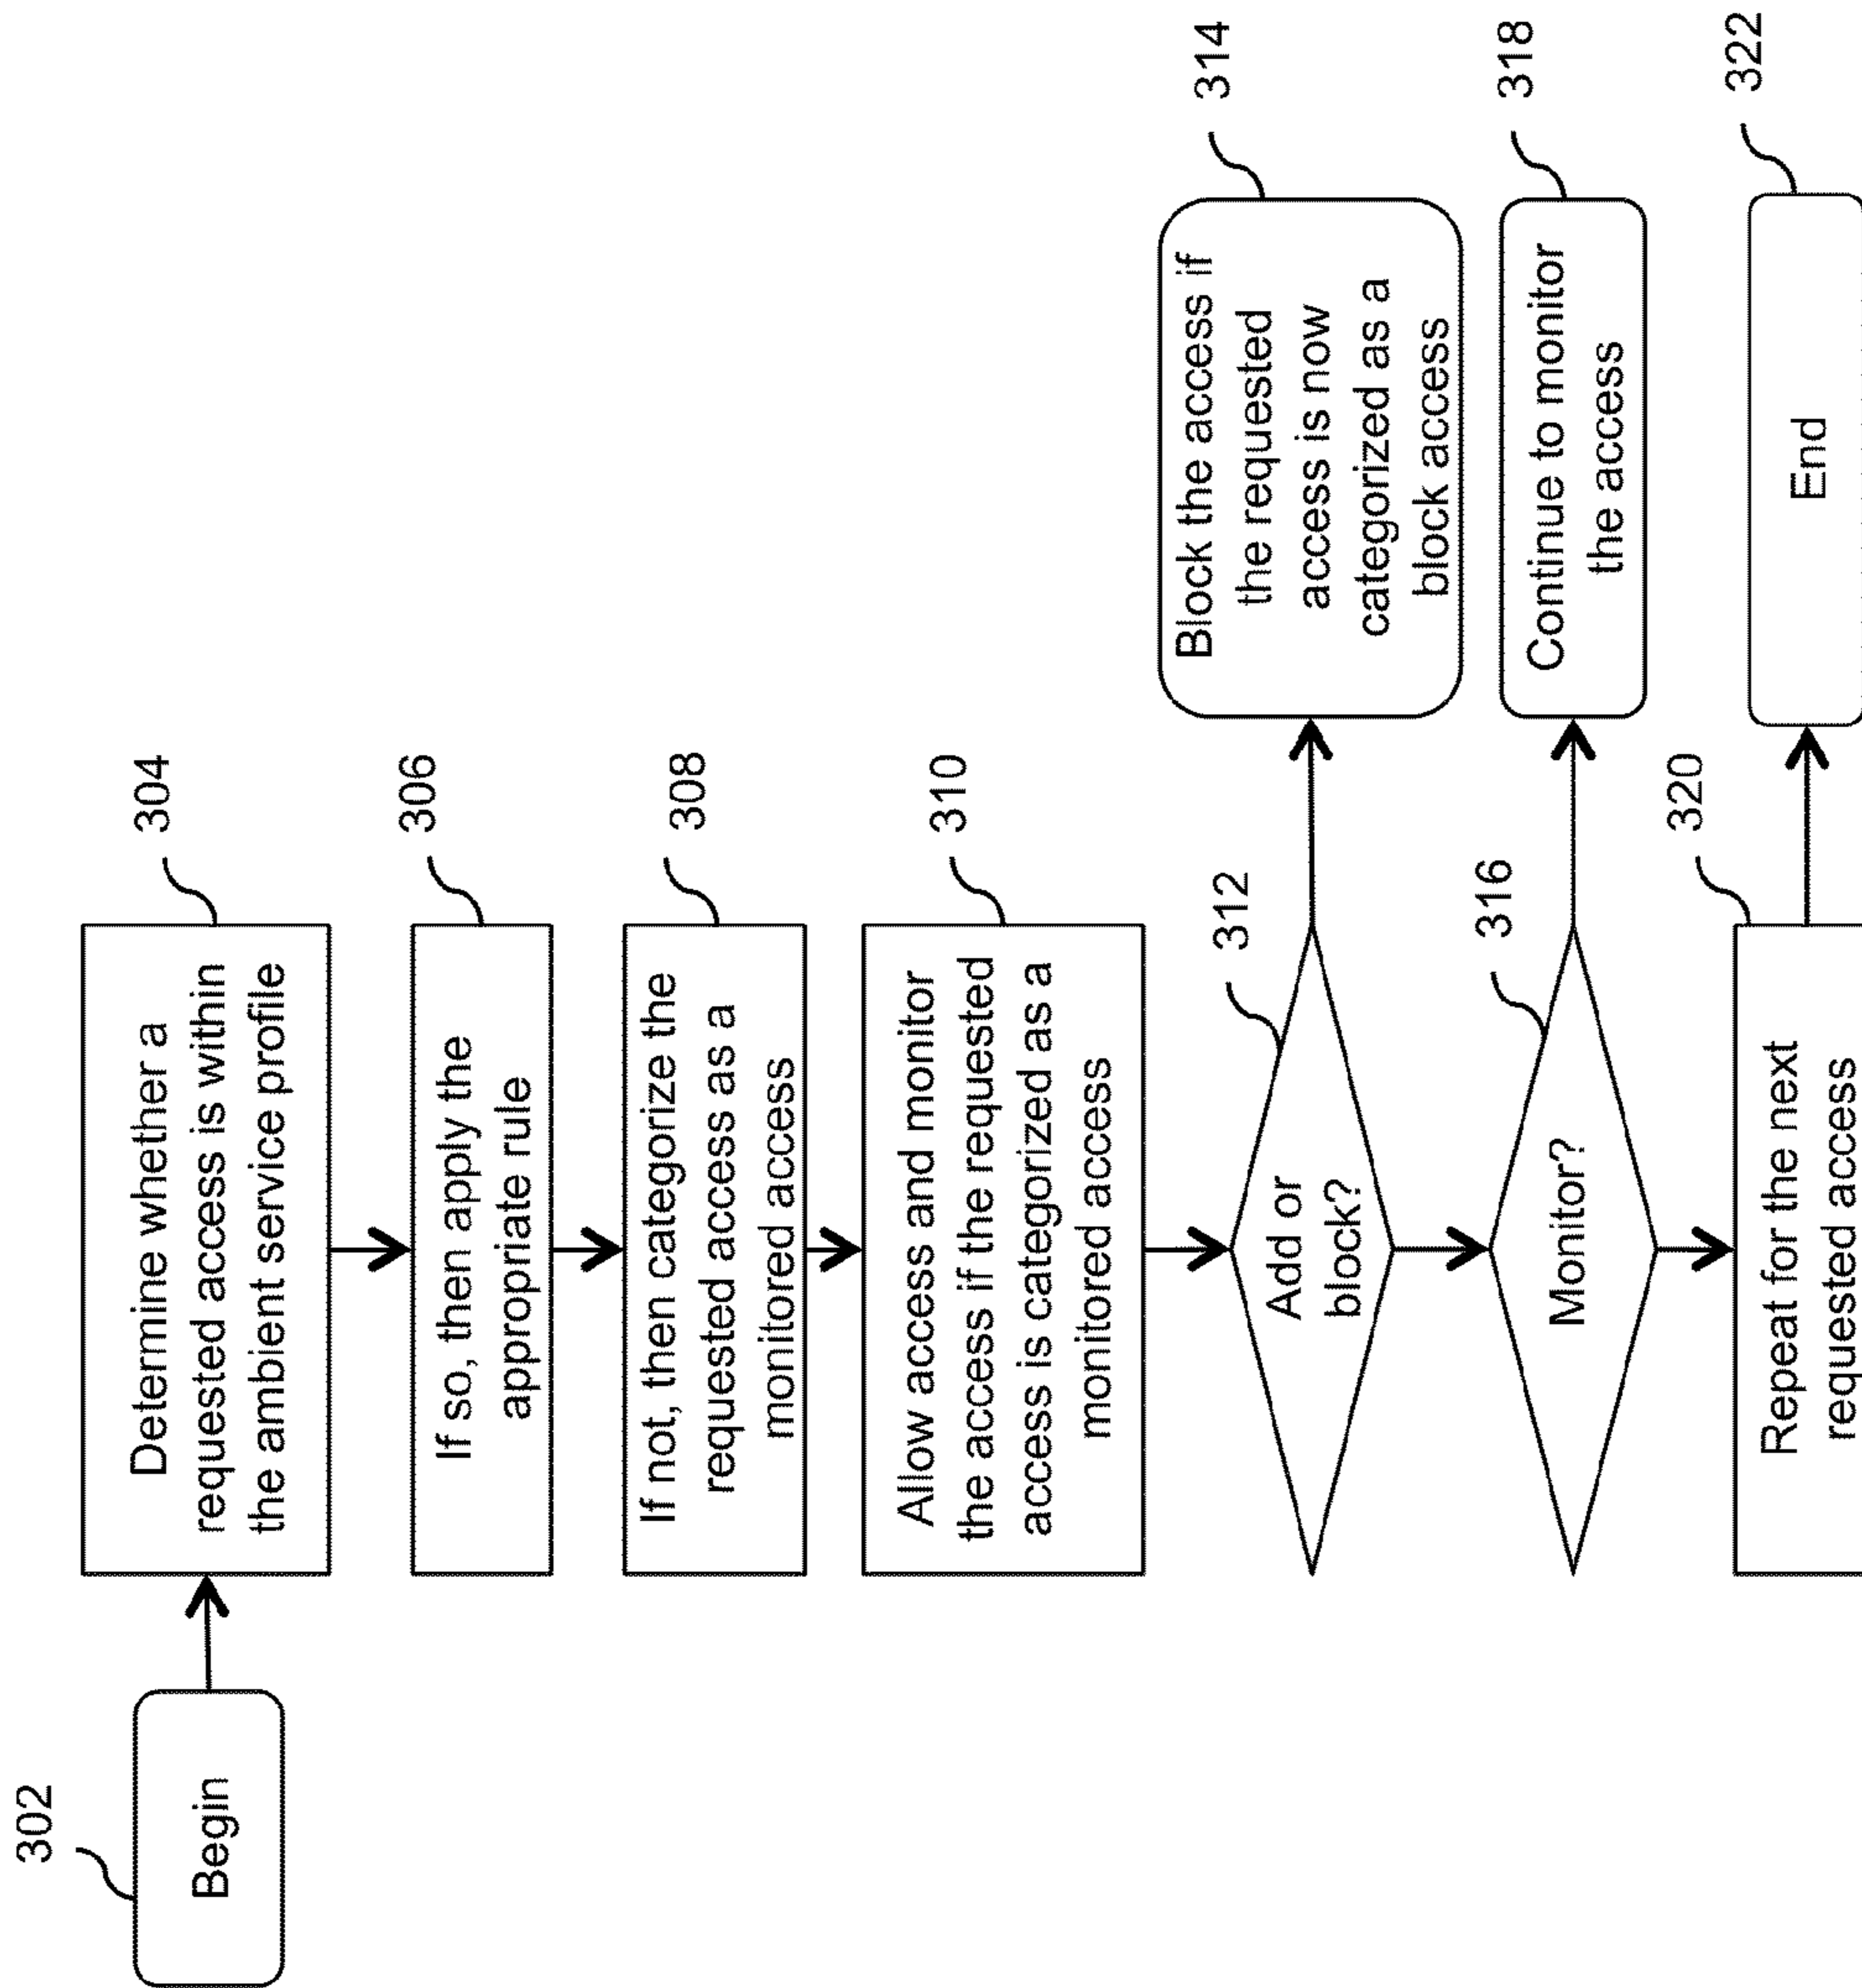 302
Begin
304
Determine whether a
requested access is within
the ambient service profile
306
If so, then apply the
appropriate rule
308
If not, then categorize the
requested access as a
monitored access
310
Allow access and monitor
the access if the requested
access is categorized as a
monitored access
312
Add or
block?
314
Block the access if
the requested
access is now
categorized as a
block access
316
Monitor?
318
Continue to monitor
the access
320
Repeat for the next
requested access
322
End